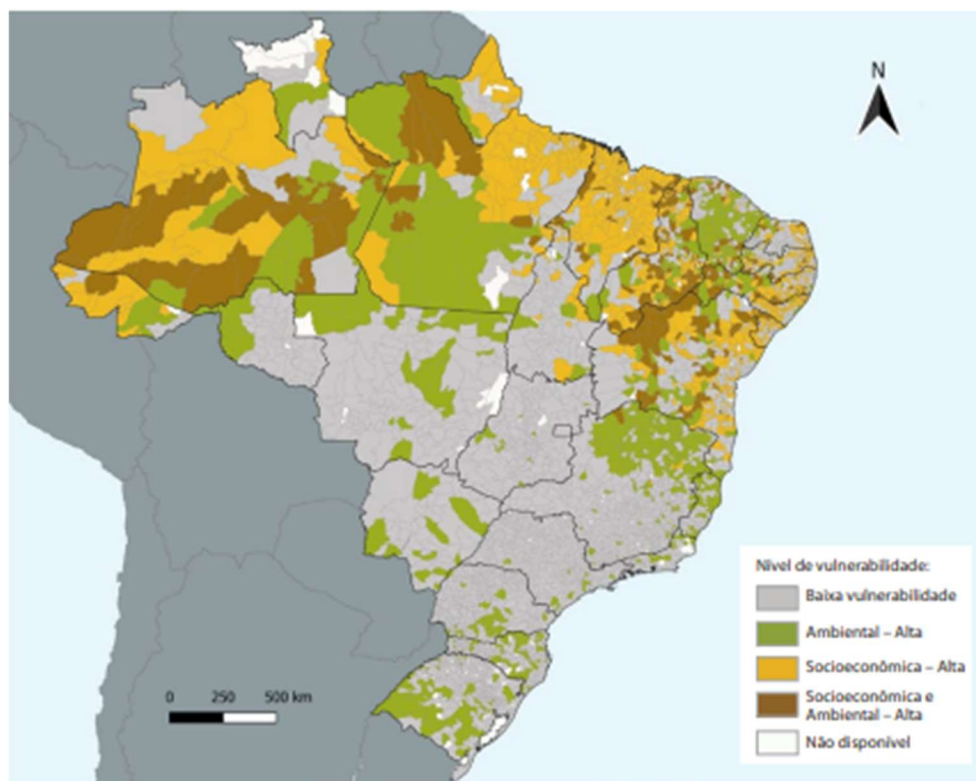 N
Nível de vulnerabilidade:
Baixa vulnerabilidade
Ambiental – Alta
Socioeconômica – Alta
Socioeconômica e
Ambiental – Alta
Não disponível
0 250 500 km